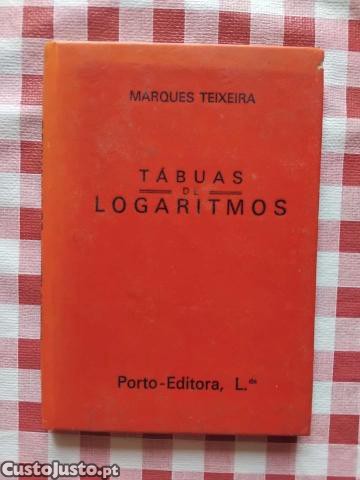 MARQUES TEIXEIRA
TÁBUAS
DE
LOGARITMOS
Porto-Editora, L.da
CustoJusto.pt